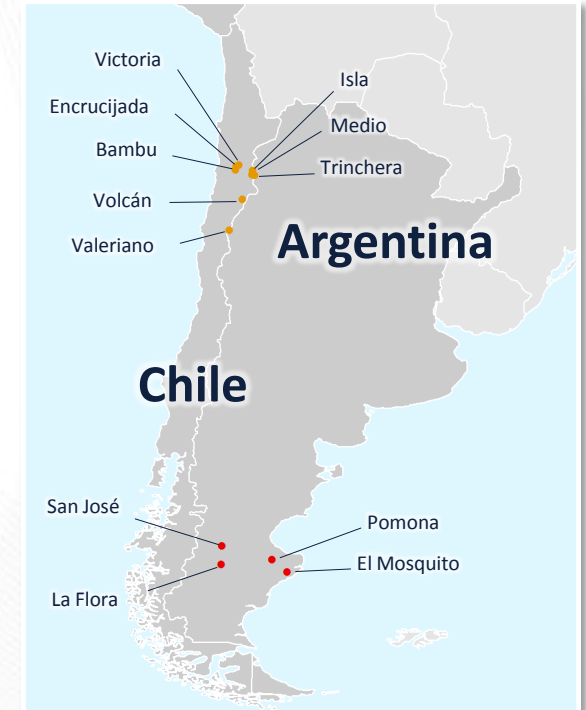 Victoria
Encrucijada
Bambu
Volcán
Valeriano
Isla
Medio
Trinchera
Argentina
Chile
San José
La Flora
Pomona
El Mosquito